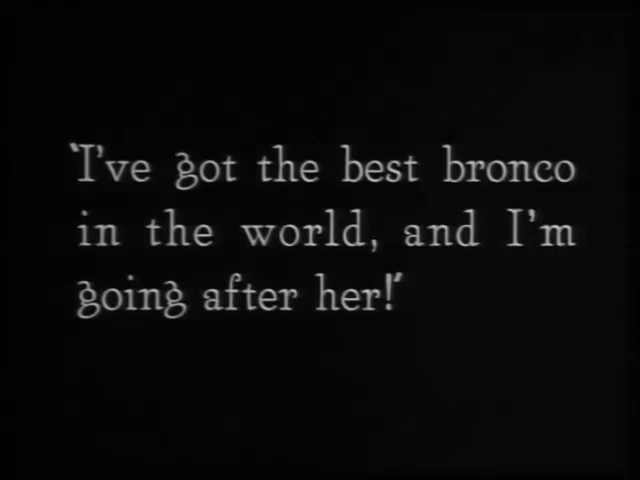 "I've got the best bronco
in the world, and I'm
going after her!"